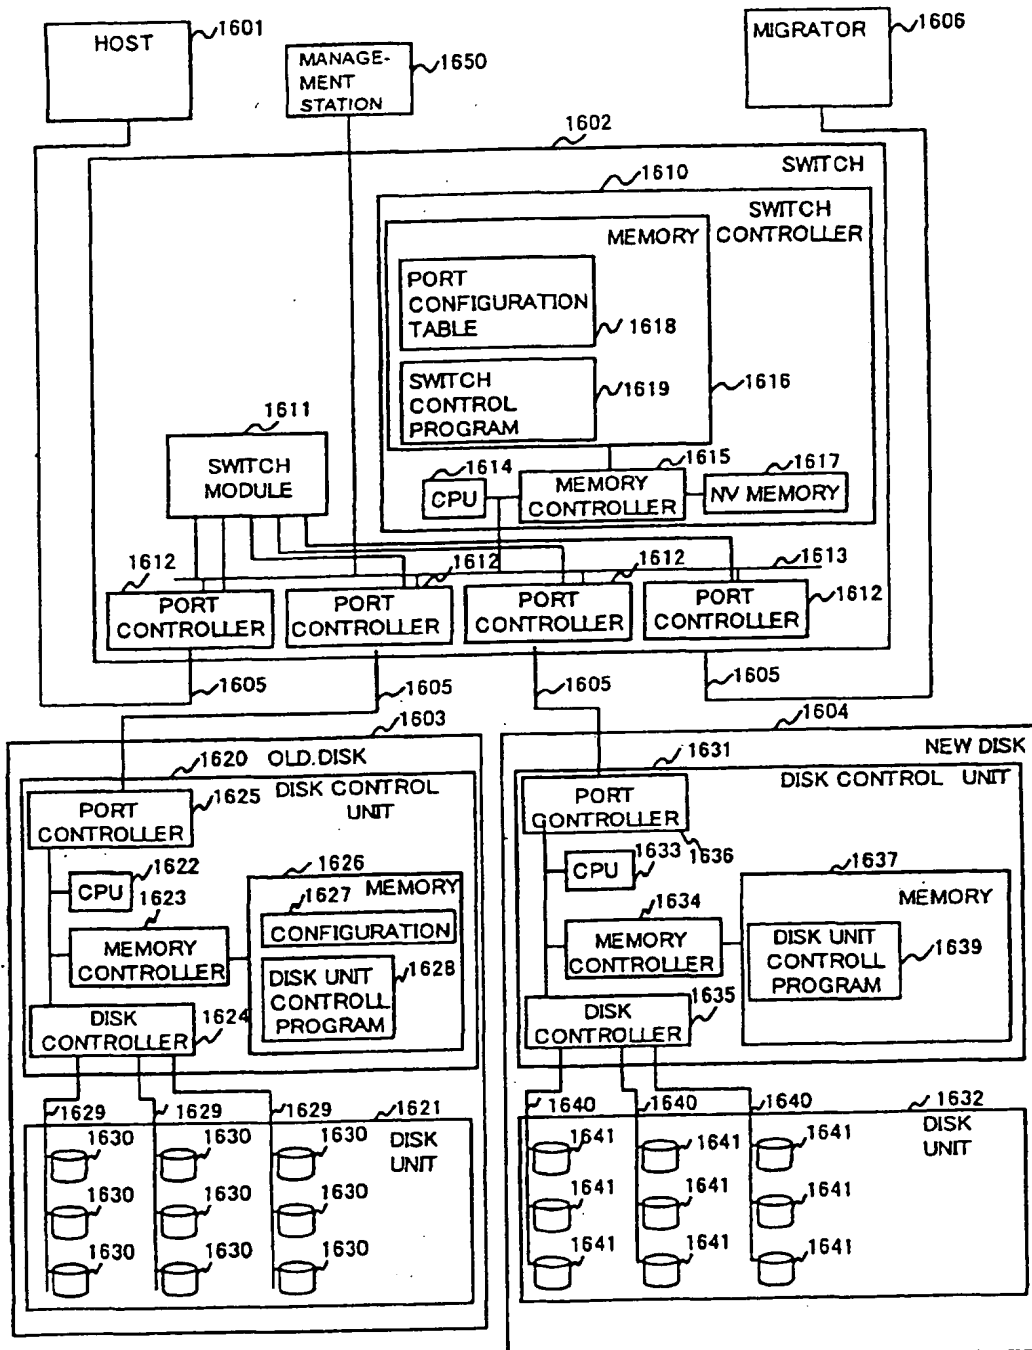 HOST
1601
MANAGE-
MENT
STATION
1650
MIGRATOR
1606
1602
SWITCH
1610
SWITCH
CONTROLLER
MEMORY
PORT
CONFIGURATION
TABLE
1618
SWITCH
CONTROL
PROGRAM
1619
1616
1611
SWITCH
MODULE
1614
CPU
1615
MEMORY
CONTROLLER
1617
NV MEMORY
1612
1612
1612
1613
1612
PORT
CONTROLLER
PORT
CONTROLLER
PORT
CONTROLLER
PORT
CONTROLLER
1605
1605
1605
1605
1603
OLD.DISK
1620
DISK CONTROL
UNIT
1625
PORT
CONTROLLER
1622
CPU
1623
MEMORY
CONTROLLER
1626
MEMORY
1627
CONFIGURATION
DISK UNIT
CONTROLL
PROGRAM
1628
DISK
CONTROLLER
1624
1629
1629
1629
1621
DISK
UNIT
1630
1630
1630
1630
1630
1630
1630
1630
1630
1604
NEW DISK
1631
DISK CONTROL UNIT
PORT
CONTROLLER
1636
1633
CPU
1634
MEMORY
CONTROLLER
1637
MEMORY
DISK UNIT
CONTROLL
PROGRAM
1639
DISK
CONTROLLER
1635
1640
1640
1640
1632
DISK
UNIT
1641
1641
1641
1641
1641
1641
1641
1641
1641